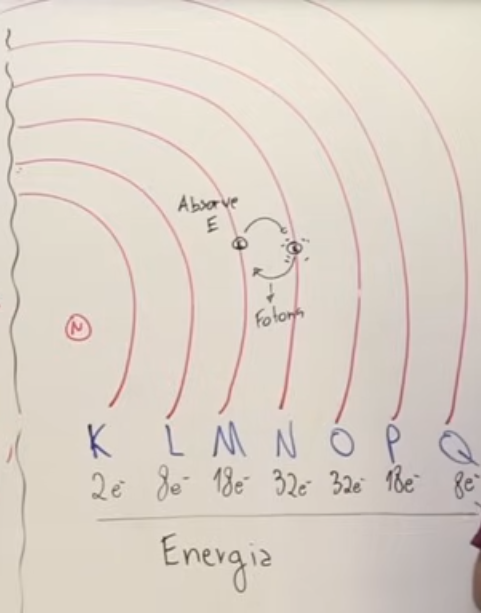 Absorve
E
Fotons
N
K L M N O P Q
2e⁻ 8e⁻ 18e⁻ 32e⁻ 32e⁻ 18e⁻ 8e⁻
Energia